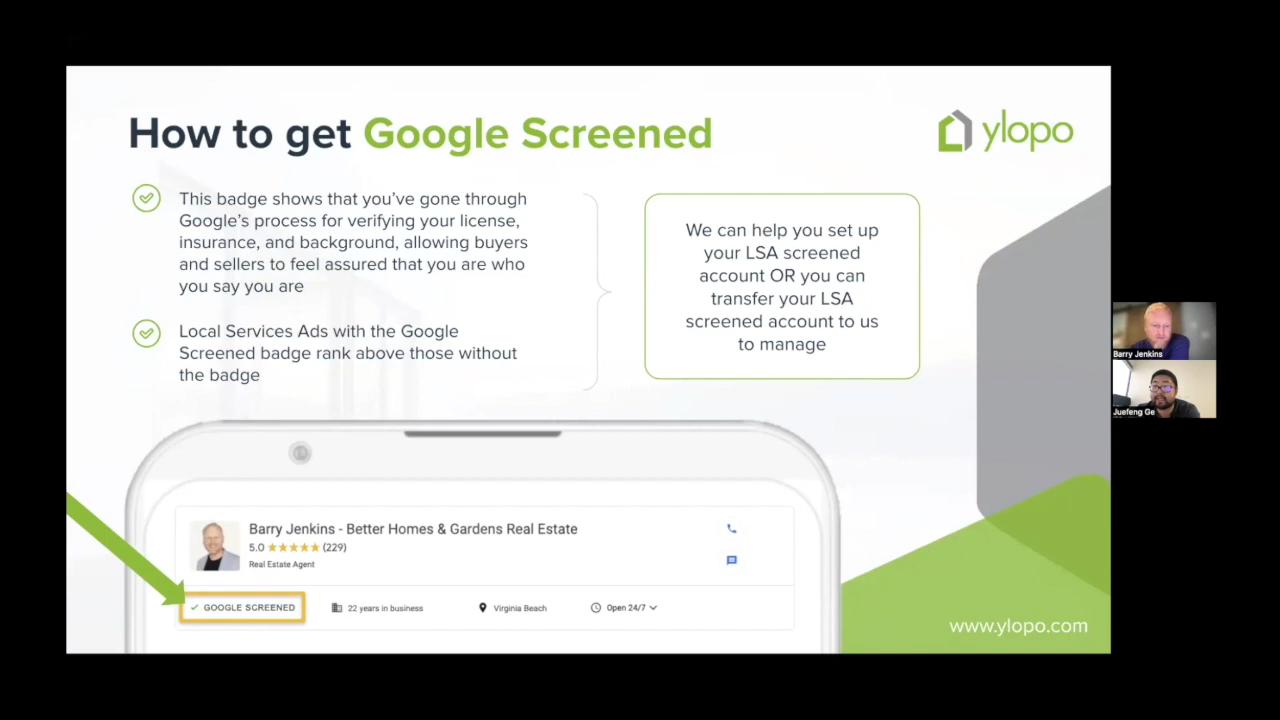 How to get Google Screened
ylopo
This badge shows that you've gone through
Google's process for verifying your license,
insurance, and background, allowing buyers
and sellers to feel assured that you are who
you say you are
Local Services Ads with the Google
Screened badge rank above those without
the badge
We can help you set up
your LSA screened
account OR you can
transfer your LSA
screened account to us
to manage
Barry Jenkins
Juefeng Ge
Barry Jenkins - Better Homes & Gardens Real Estate
5.0 ★★★★★ (229)
Real Estate Agent
✓ GOOGLE SCREENED
22 years in business
Virginia Beach
Open 24/7
www.ylopo.com